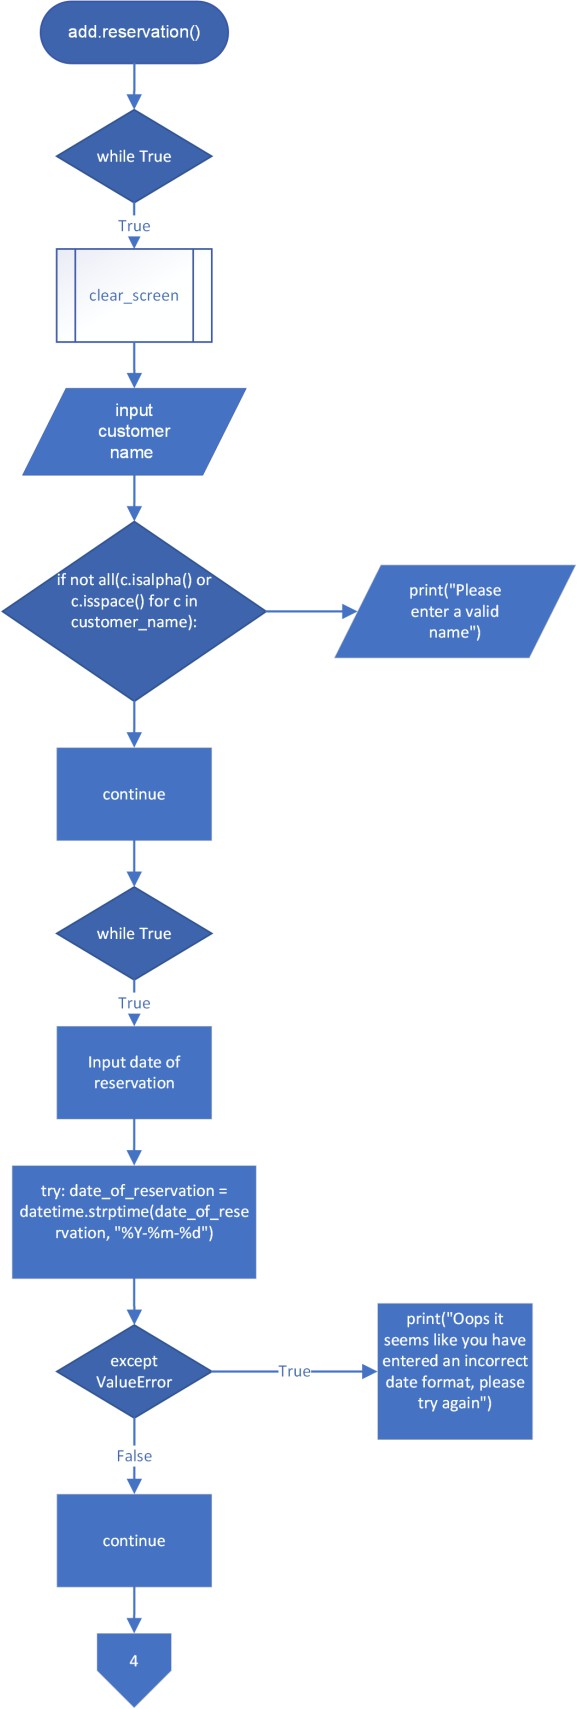 add.reservation()
while True
True
clear_screen
input
customer
name
if not all(c.isalpha() or
c.isspace() for c in
customer_name):
print("Please
enter a valid
name")
continue
while True
True
Input date of
reservation
try: date_of_reservation =
datetime.strptime(date_of_rese
rvation, "%Y-%m-%d")
except
ValueError
True
print("Oops it
seems like you have
entered an incorrect
date format, please
try again")
False
continue
4